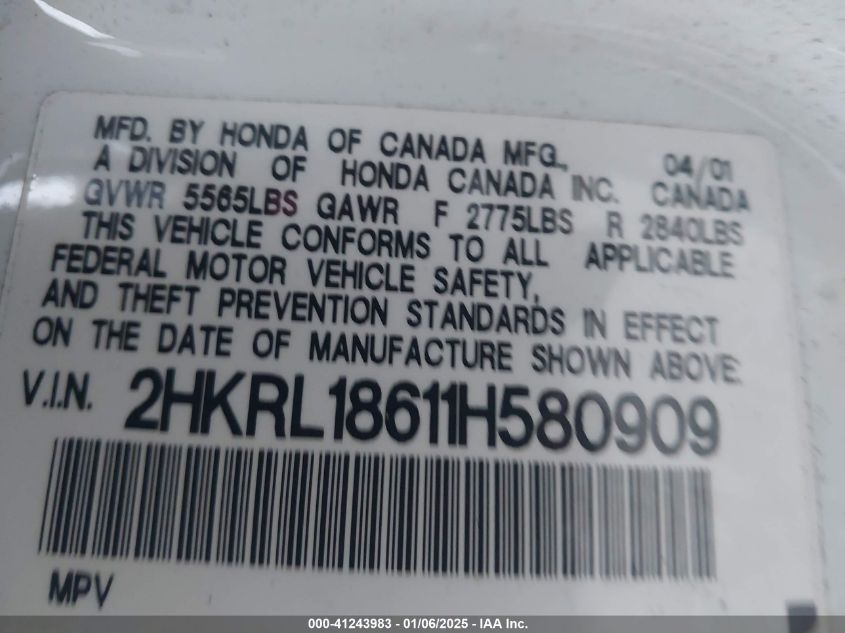 MFD. BY HONDA OF CANADA MFG., 04/01
A DIVISION OF HONDA CANADA INC. CANADA
GVWR 5565LBS GAWR F 2775LBS R 2840LBS
THIS VEHICLE CONFORMS TO ALL APPLICABLE
FEDERAL MOTOR VEHICLE SAFETY,
AND THEFT PREVENTION STANDARDS IN EFFECT
ON THE DATE OF MANUFACTURE SHOWN ABOVE.
V.I.N. 2HKRL18611H580909
MPV
000-41243983 - 01/06/2025 - IAA Inc.